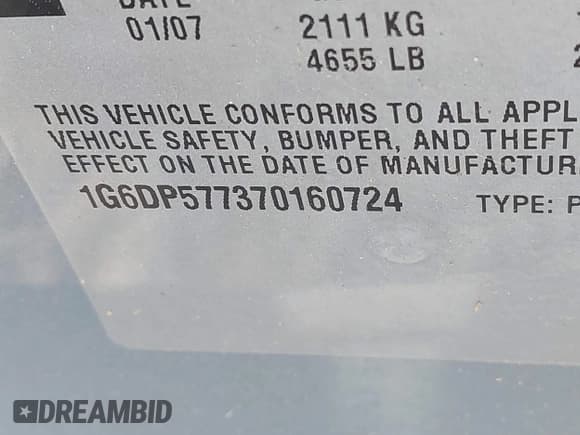 01/07 2111 KG
4655 LB
THIS VEHICLE CONFORMS TO ALL APPL
VEHICLE SAFETY, BUMPER, AND THEFT
EFFECT ON THE DATE OF MANUFACTUR
1G6DP577370160724 TYPE: P
DREAMBID